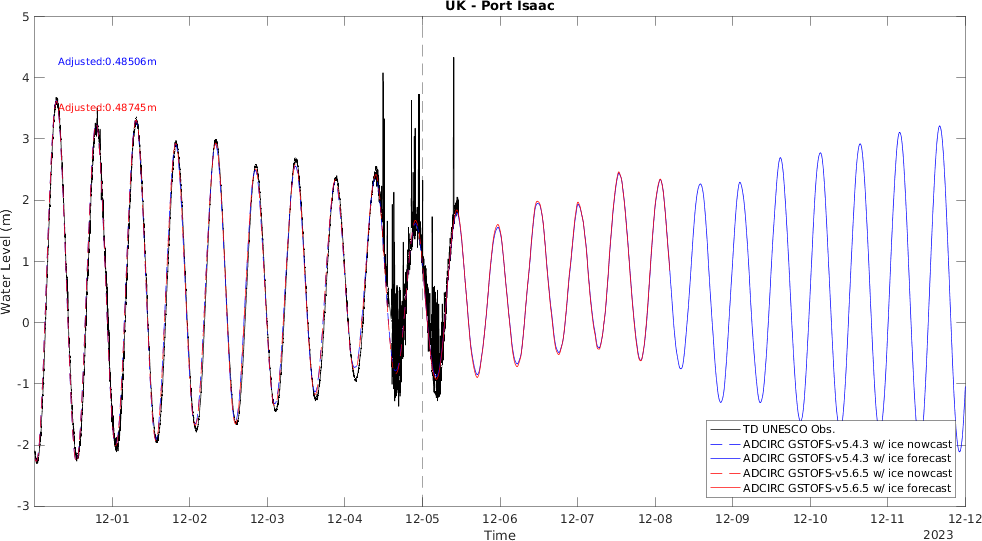 UK - Port Isaac
5
Adjusted:0.48506m
4
Adjusted:0.48745m
3
2
1
0
-1
-2
-3
Water Level (m)
TD UNESCO Obs.
ADCIRC GSTOFS-v5.4.3 w/ ice nowcast
ADCIRC GSTOFS-v5.4.3 w/ ice forecast
ADCIRC GSTOFS-v5.6.5 w/ ice nowcast
ADCIRC GSTOFS-v5.6.5 w/ ice forecast
12-01 12-02 12-03 12-04 12-05 12-06 12-07 12-08 12-09 12-10 12-11 12-12
Time
2023